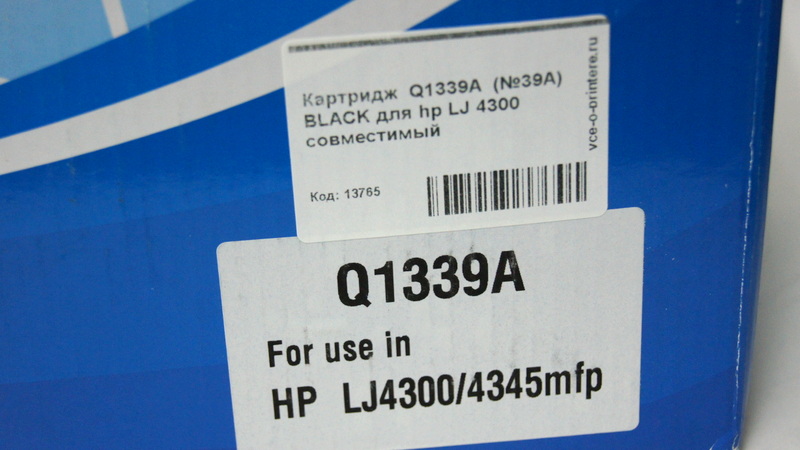 Картридж Q1339A (№39A)
BLACK для hp LJ 4300
совместимый
Код: 13765
vce-o-printere.ru
Q1339A
For use in
HP LJ4300/4345mfp